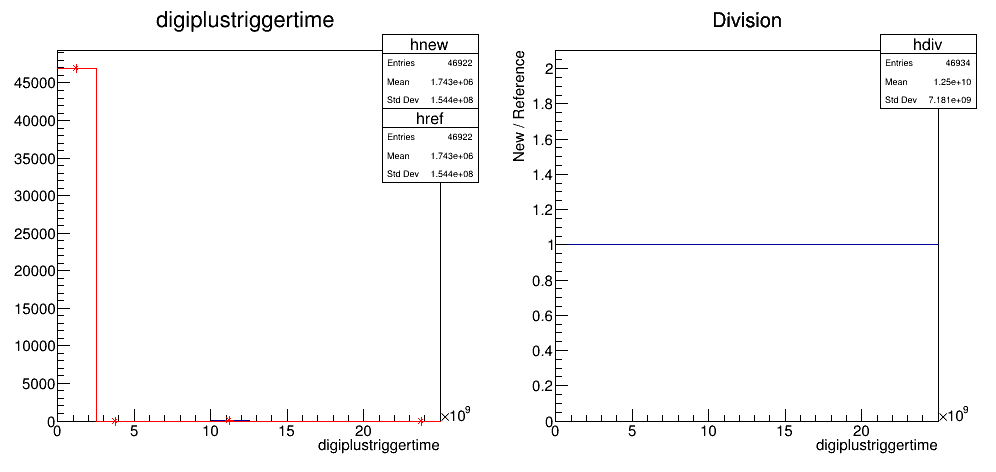 digiplustriggertime
hnew
Entries 46922
Mean 1.743e+06
Std Dev 1.544e+08
href
Entries 46922
Mean 1.743e+06
Std Dev 1.544e+08
45000
40000
35000
30000
25000
20000
15000
10000
5000
0
0 5 10 15 20
×10⁹
digiplustriggertime
Division
hdiv
Entries 46934
Mean 1.25e+10
Std Dev 7.181e+09
New / Reference
2
1.8
1.6
1.4
1.2
1
0.8
0.6
0.4
0.2
0
0 5 10 15 20
×10⁹
digiplustriggertime